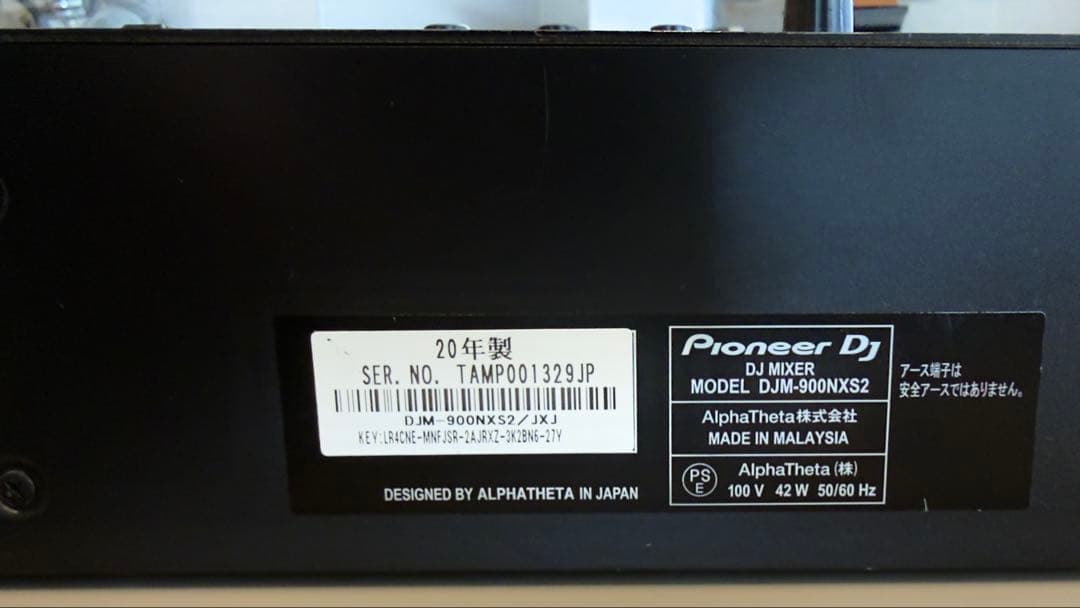 20年製
SER. NO. TAMP001329JP
DJM-900NXS2/JXJ
KEY:LR4CNE-MNFJSR-2AJRXZ-3K2BN6-27Y
DESIGNED BY ALPHATHETA IN JAPAN
Pioneer DJ
DJ MIXER
MODEL DJM-900NXS2
AlphaTheta株式会社
MADE IN MALAYSIA
PS
E
AlphaTheta (株)
100 V 42 W 50/60 Hz
アース端子は
安全アースではありません。